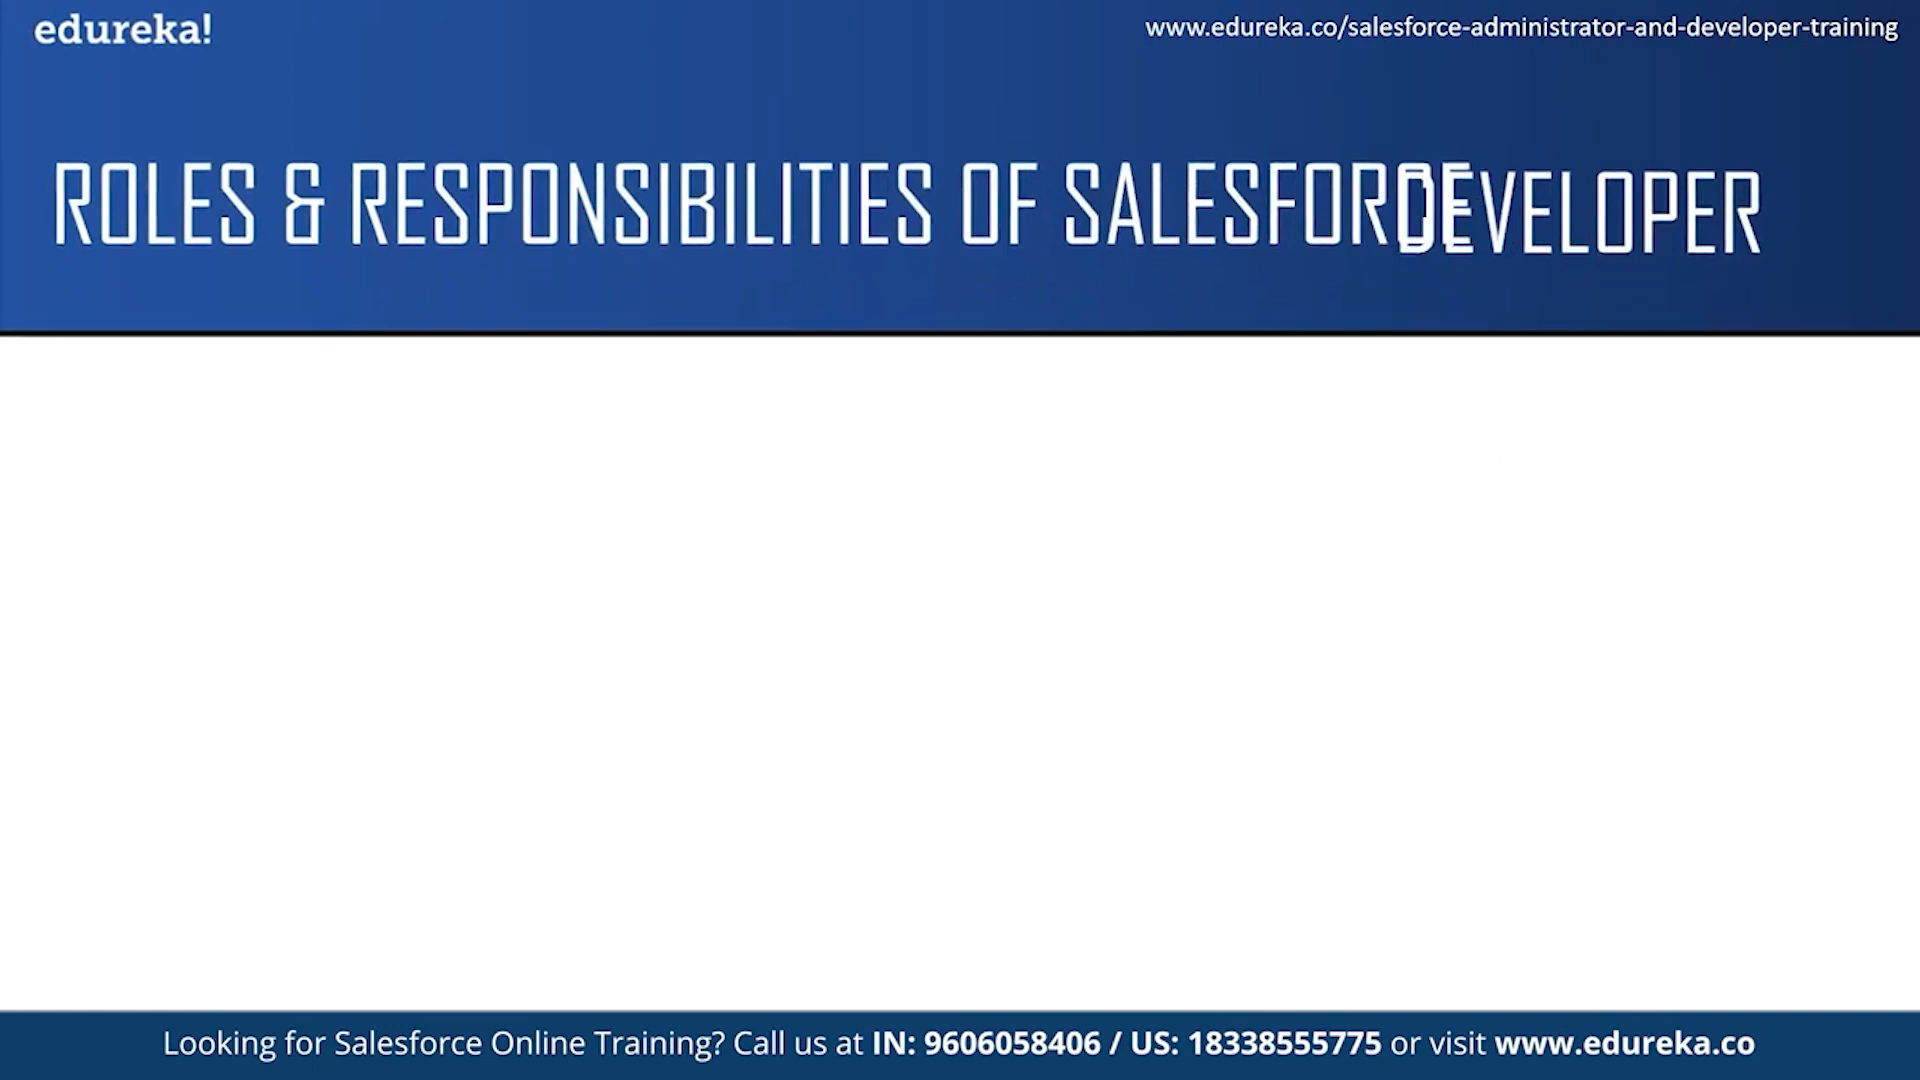 edureka!
www.edureka.co/salesforce-administrator-and-developer-training
ROLES & RESPONSIBILITIES OF SALESFORCE DEVELOPER
Looking for Salesforce Online Training? Call us at IN: 9606058406 / US: 18338555775 or visit www.edureka.co